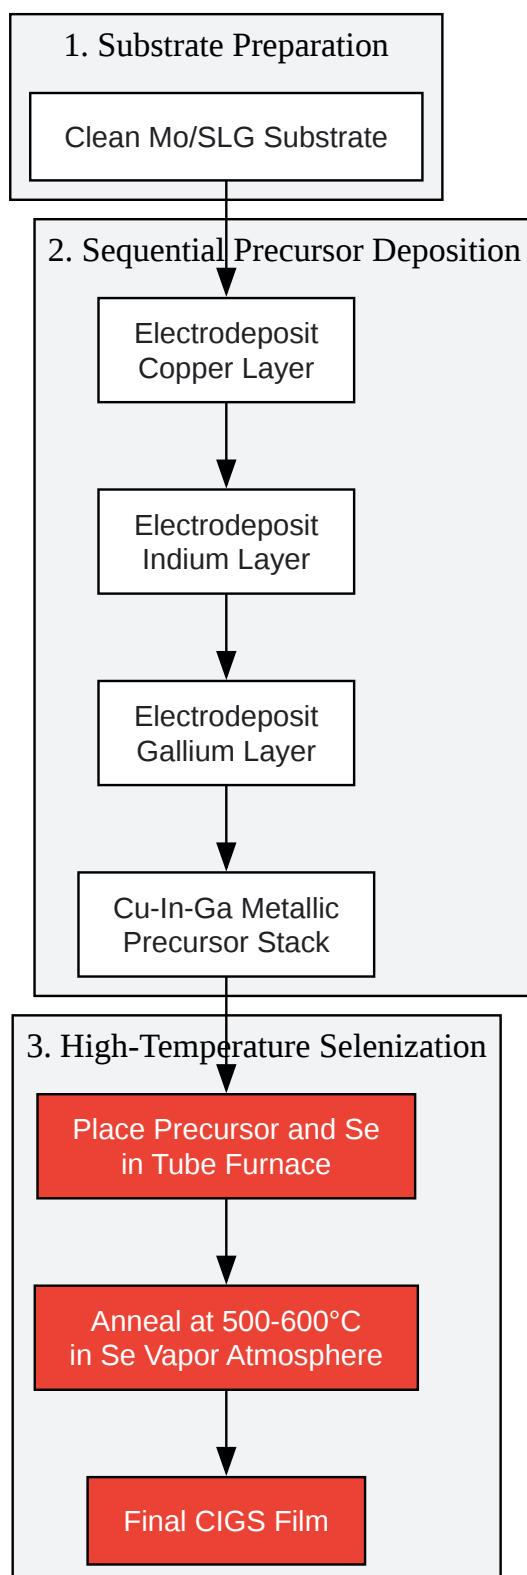 1. Substrate Preparation
Clean Mo/SLG Substrate
2. Sequential Precursor Deposition
Electrodeposit
Copper Layer
Electrodeposit
Indium Layer
Electrodeposit
Gallium Layer
Cu-In-Ga Metallic
Precursor Stack
3. High-Temperature Selenization
Place Precursor and Se
in Tube Furnace
Anneal at 500-600°C
in Se Vapor Atmosphere
Final CIGS Film